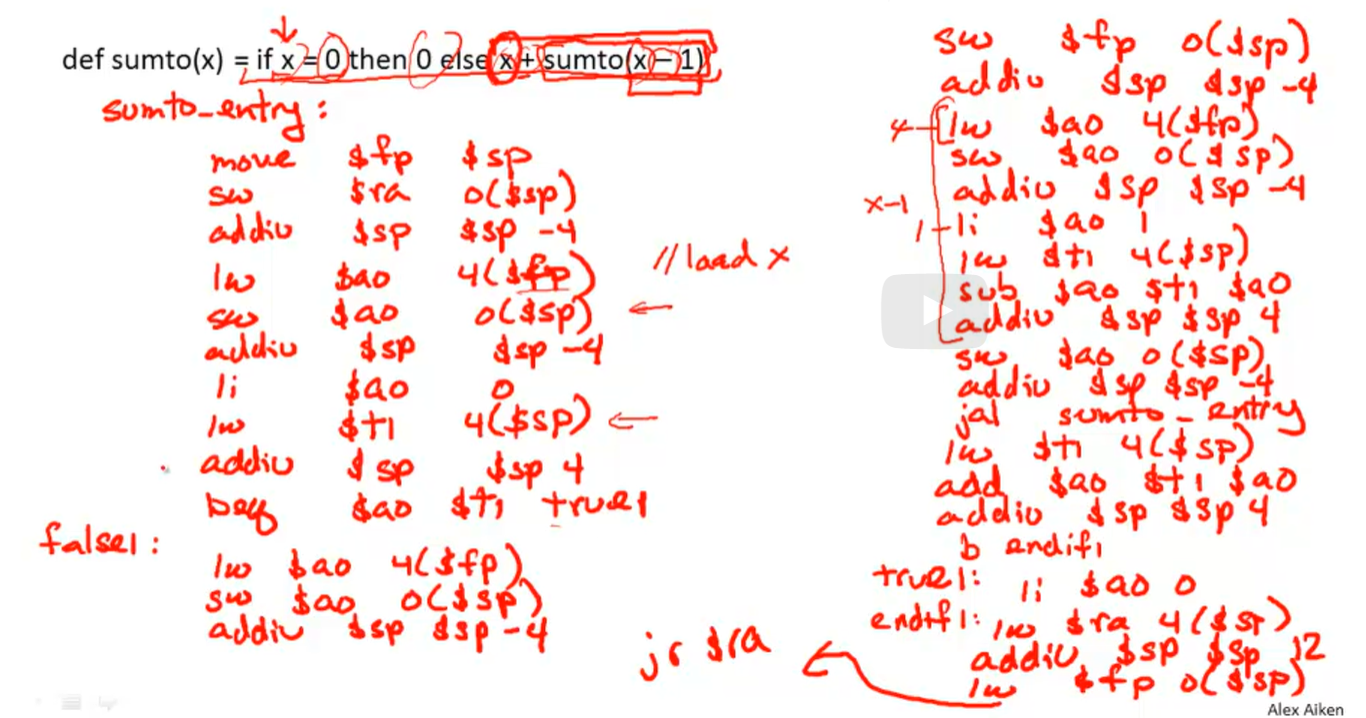 def sumto(x) = if x = 0 then 0 else x + sumto(x – 1)
sumto_entry:
move $fp $sp
sw $ra 0($sp)
addiu $sp $sp -4
lw $a0 4($fp) //load x
sw $a0 0($sp)
addiu $sp $sp -4
li $a0 0
lw $t1 4($sp)
addiu $sp $sp 4
beq $a0 $t1 true1
false1:
lw $a0 4($fp)
sw $a0 0($sp)
addiu $sp $sp -4
sw $fp 0($sp)
addiu $sp $sp -4
lw $a0 4($fp)
sw $a0 0($sp)
addiu $sp $sp -4
x-1
1 li $a0 1
lw $t1 4($sp)
sub $a0 $t1 $a0
addiu $sp $sp 4
sw $a0 0($sp)
addiu $sp $sp -4
jal sumto_entry
lw $t1 4($sp)
add $a0 $t1 $a0
addiu $sp $sp 4
b endif1
true1: li $a0 0
endif1: lw $ra 4($sp)
addiu $sp $sp 12
lw $fp 0($sp)
jr $ra
Alex Aiken